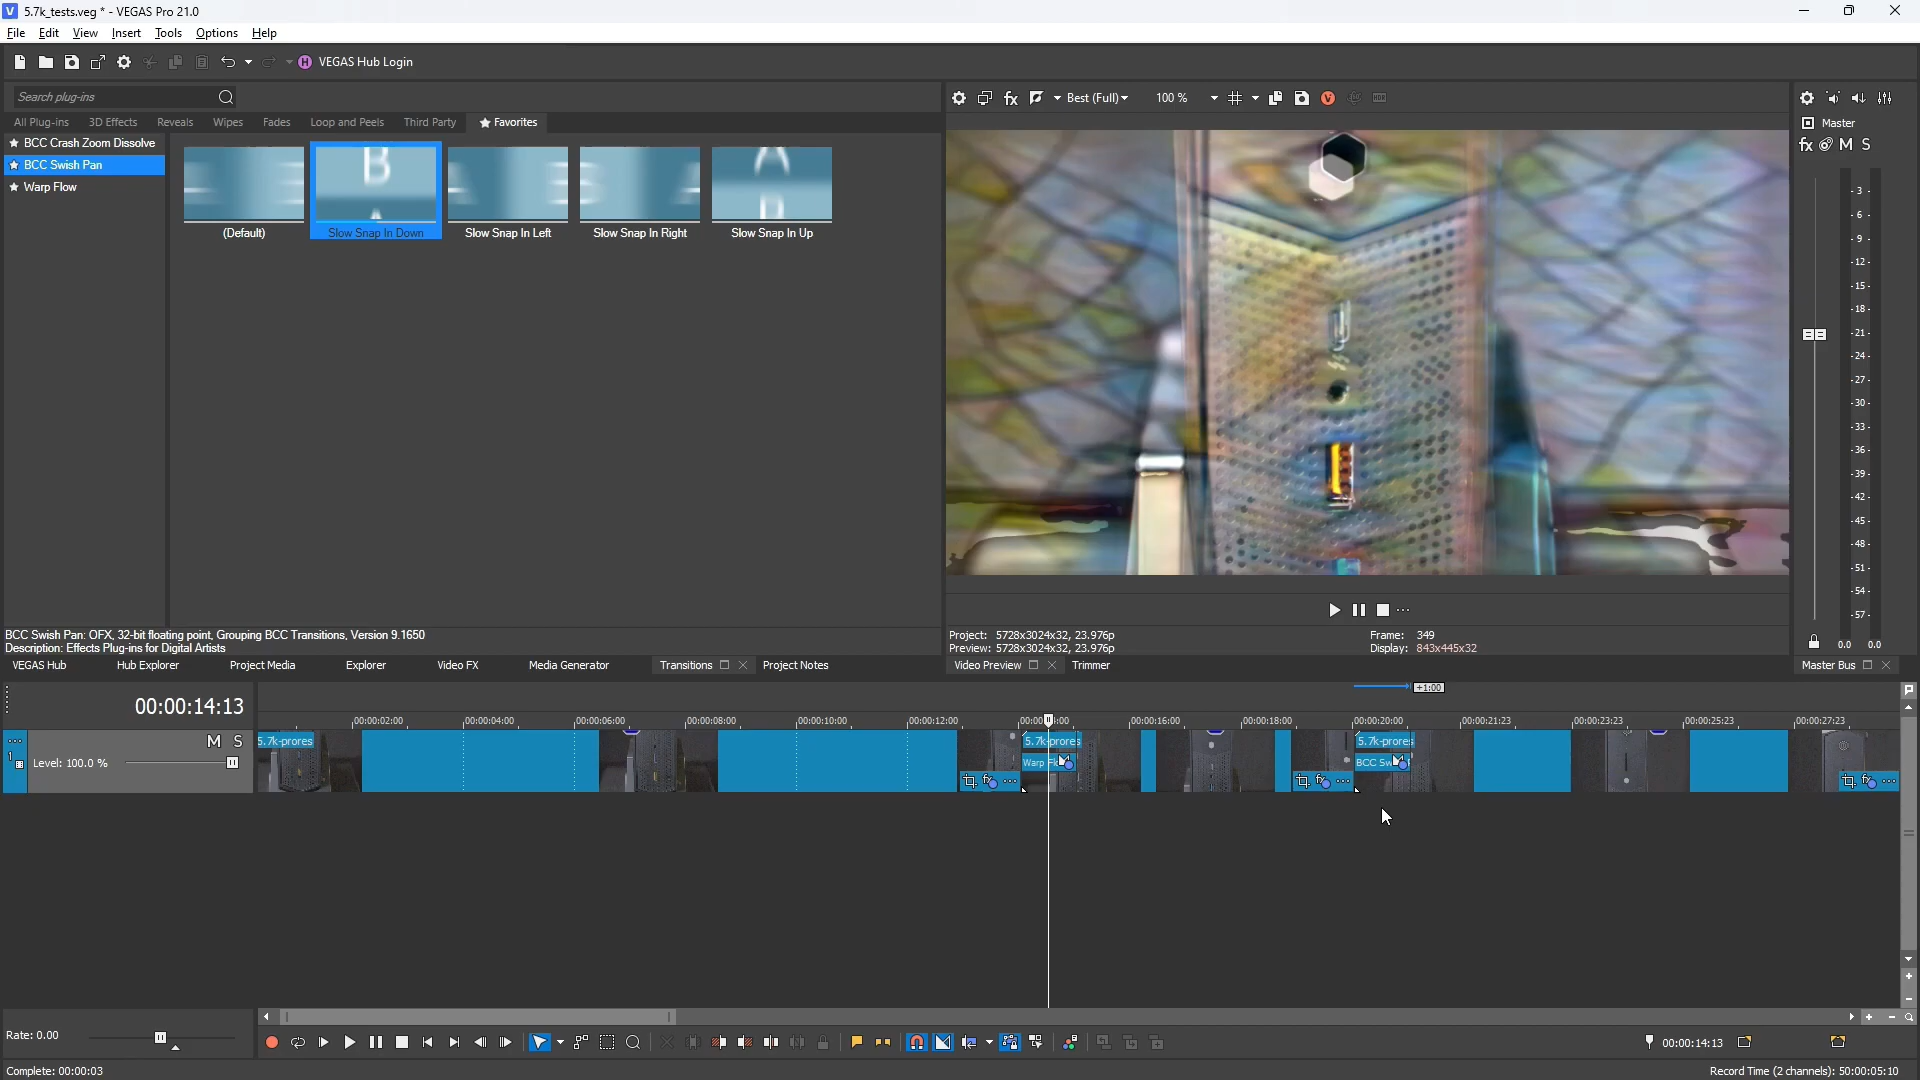 5.7k_tests.veg * - VEGAS Pro 21.0
File Edit View Insert Tools Options Help
VEGAS Hub Login
Search plug-ins
All Plug-ins 3D Effects Reveals Wipes Fades Loop and Peels Third Party Favorites
BCC Crash Zoom Dissolve
BCC Swish Pan
Warp Flow
(Default) Slow Snap In Down Slow Snap In Left Slow Snap In Right Slow Snap In Up
BCC Swish Pan: OFX, 32-bit floating point, Grouping BCC Transitions, Version 9.1650
Description: Effects Plug-ins for Digital Artists
VEGAS Hub Hub Explorer Project Media Explorer Video FX Media Generator Transitions Project Notes
fx Best (Full) 100 %
Project: 5728x3024x32, 23.976p Frame: 349
Preview: 5728x3024x32, 23.976p Display: 843x445x32
Video Preview Trimmer
Master
fx M S
-3-
-6-
-9-
-12-
-15-
-18-
-21-
-24-
-27-
-30-
-33-
-36-
-39-
-42-
-45-
-48-
-51-
-54-
-57-
0.0 0.0
Master Bus
00:00:14:13
+1:00
00:00:02:00 00:00:04:00 00:00:06:00 00:00:08:00 00:00:10:00 00:00:12:00 00:00:16:00 00:00:18:00 00:00:20:00 00:00:21:23 00:00:23:23 00:00:25:23 00:00:27:23
M S
1 Level: 100.0 %
5.7k-prores 5.7k-prores 5.7k-prores
Warp Fl BCC Sw
Rate: 0.00
00:00:14:13
Complete: 00:00:03
Record Time (2 channels): 50:00:05:10